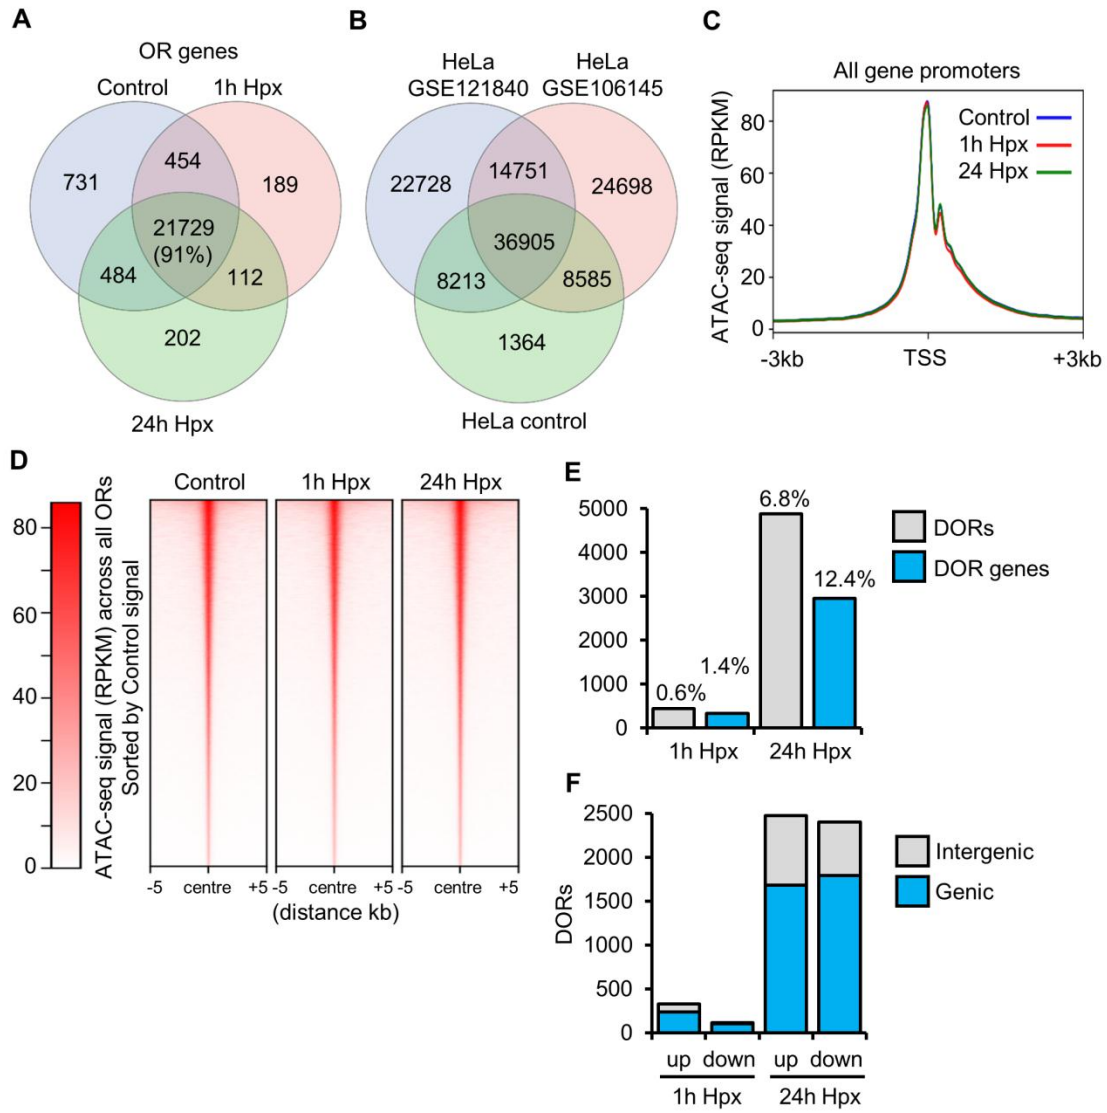 A
OR genes
Control
1h Hpx
731
454
189
21729
(91%)
484
112
202
24h Hpx
B
HeLa
GSE121840
HeLa
GSE106145
22728
14751
24698
36905
8213
8585
1364
HeLa control
C
All gene promoters
ATAC-seq signal (RPKM)
80
60
40
20
0
Control
1h Hpx
24 Hpx
-3kb
TSS
+3kb
D
80
60
40
20
0
ATAC-seq signal (RPKM) across all ORs
Sorted by Control signal
Control
1h Hpx
24h Hpx
-5
centre
+5
-5
centre
+5
-5
centre
+5
(distance kb)
E
5000
4000
3000
2000
1000
0
0.6%
1.4%
6.8%
12.4%
DORs
DOR genes
1h Hpx
24h Hpx
F
DORs
2500
2000
1500
1000
500
0
Intergenic
Genic
up
down
up
down
1h Hpx
24h Hpx